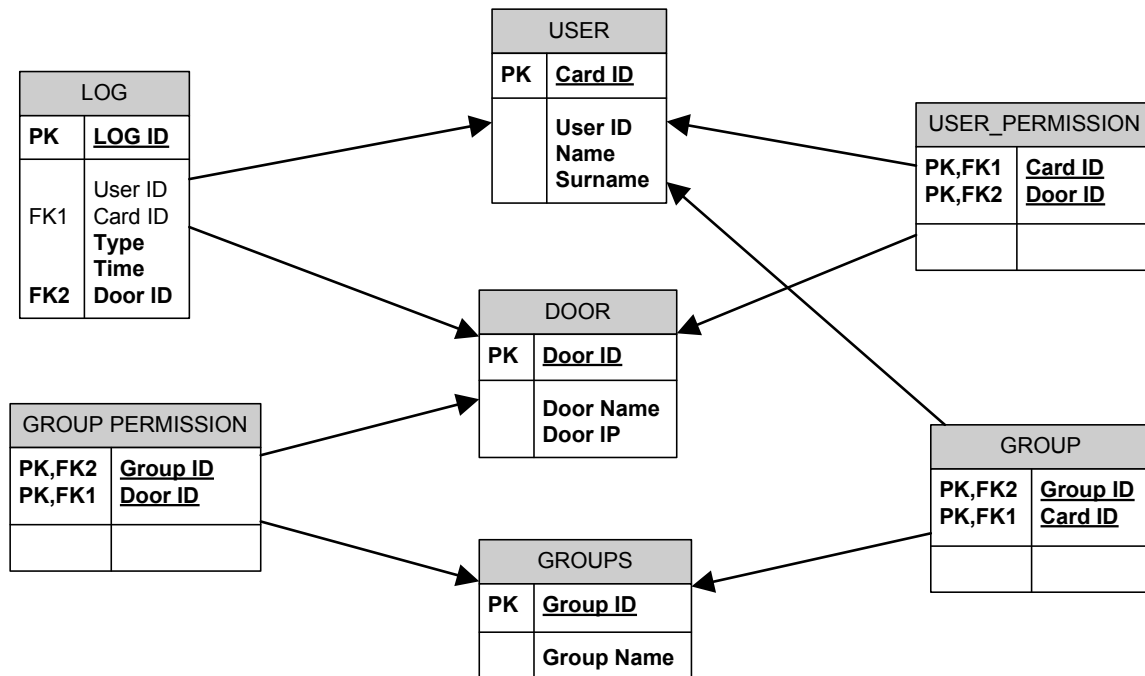 USER
PK Card ID
User ID
Name
Surname
LOG
PK LOG ID
User ID
FK1 Card ID
Type
Time
FK2 Door ID
USER_PERMISSION
PK,FK1 Card ID
PK,FK2 Door ID
DOOR
PK Door ID
Door Name
Door IP
GROUP PERMISSION
PK,FK2 Group ID
PK,FK1 Door ID
GROUP
PK,FK2 Group ID
PK,FK1 Card ID
GROUPS
PK Group ID
Group Name